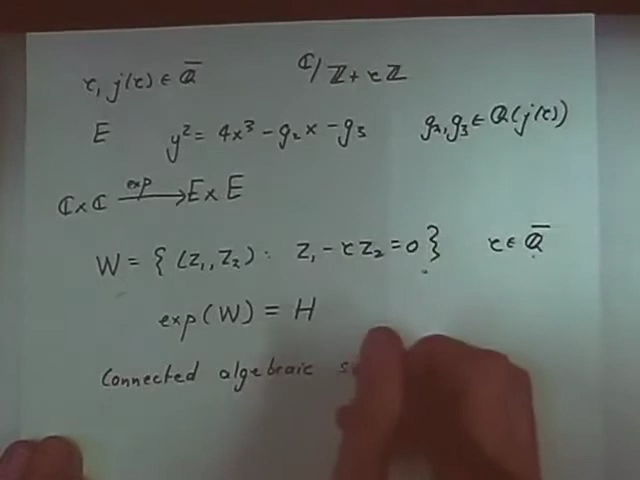 τ, j(τ) ∈ ℚ̄     ℂ/ℤ+τℤ
E     y² = 4x³ - g₂x - g₃     g₂, g₃ ∈ ℚ(j(τ))
ℂ×ℂ —exp→ E×E
W = { (z₁, z₂) : z₁ - τz₂ = 0 }     τ ∈ ℚ̄
exp(W) = H
Connected algebraic